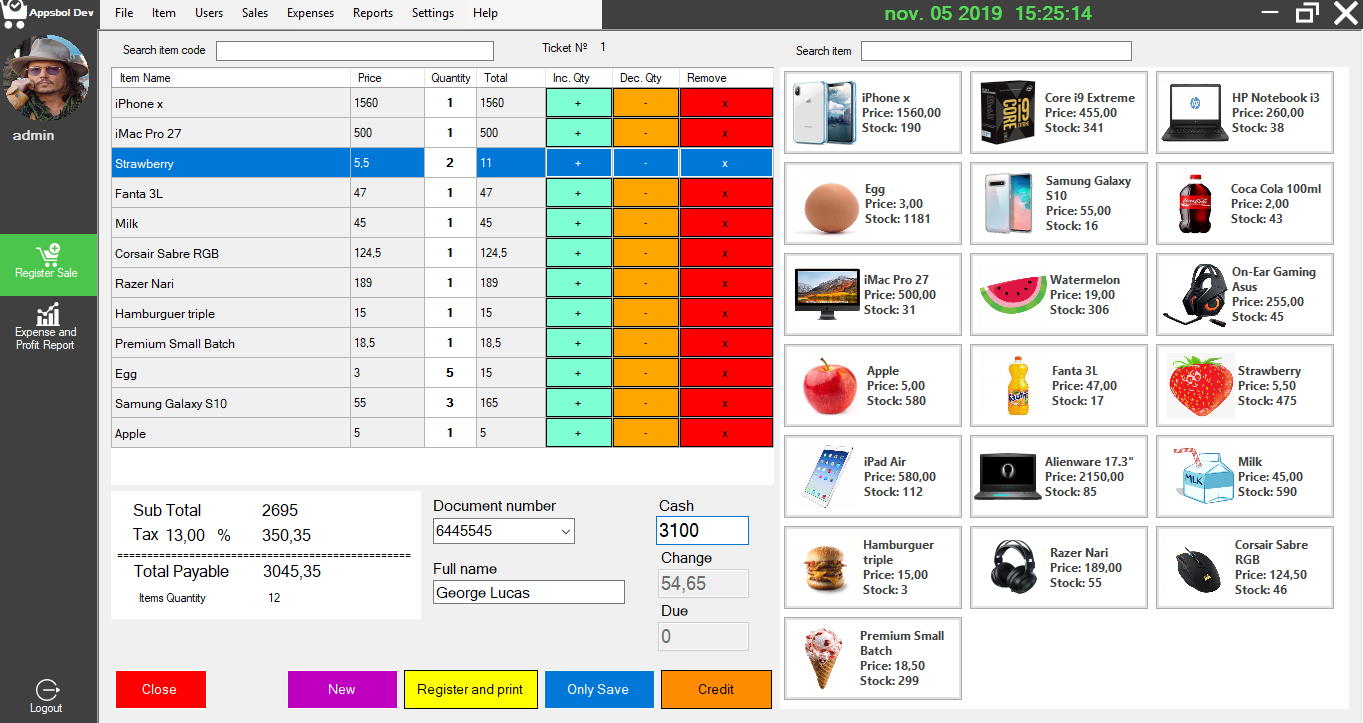 Appsbol Dev
File Item Users Sales Expenses Reports Settings Help
nov. 05 2019 15:25:14
admin
Register Sale
Expense and
Profit Report
Logout
Search item code
Ticket Nº 1
Item Name Price Quantity Total Inc. Qty Dec. Qty Remove
iPhone x 1560 1 1560 + - x
iMac Pro 27 500 1 500 + - x
Strawberry 5,5 2 11 + - x
Fanta 3L 47 1 47 + - x
Milk 45 1 45 + - x
Corsair Sabre RGB 124,5 1 124,5 + - x
Razer Nari 189 1 189 + - x
Hamburguer triple 15 1 15 + - x
Premium Small Batch 18,5 1 18,5 + - x
Egg 3 5 15 + - x
Samung Galaxy S10 55 3 165 + - x
Apple 5 1 5 + - x
Sub Total 2695
Tax 13,00 % 350,35
==================================================
Total Payable 3045,35
Items Quantity 12
Document number
6445545
Full name
George Lucas
Cash
3100
Change
54,65
Due
0
Close New Register and print Only Save Credit
Search item
iPhone x
Price: 1560,00
Stock: 190
Core i9 Extreme
Price: 455,00
Stock: 341
HP Notebook i3
Price: 260,00
Stock: 38
Egg
Price: 3,00
Stock: 1181
Samung Galaxy
S10
Price: 55,00
Stock: 16
Coca Cola 100ml
Price: 2,00
Stock: 43
iMac Pro 27
Price: 500,00
Stock: 31
Watermelon
Price: 19,00
Stock: 306
On-Ear Gaming
Asus
Price: 255,00
Stock: 45
Apple
Price: 5,00
Stock: 580
Fanta 3L
Price: 47,00
Stock: 17
Strawberry
Price: 5,50
Stock: 475
iPad Air
Price: 580,00
Stock: 112
Alienware 17.3"
Price: 2150,00
Stock: 85
MILK
Milk
Price: 45,00
Stock: 590
Hamburguer
triple
Price: 15,00
Stock: 3
Razer Nari
Price: 189,00
Stock: 55
Corsair Sabre
RGB
Price: 124,50
Stock: 46
Premium Small
Batch
Price: 18,50
Stock: 299